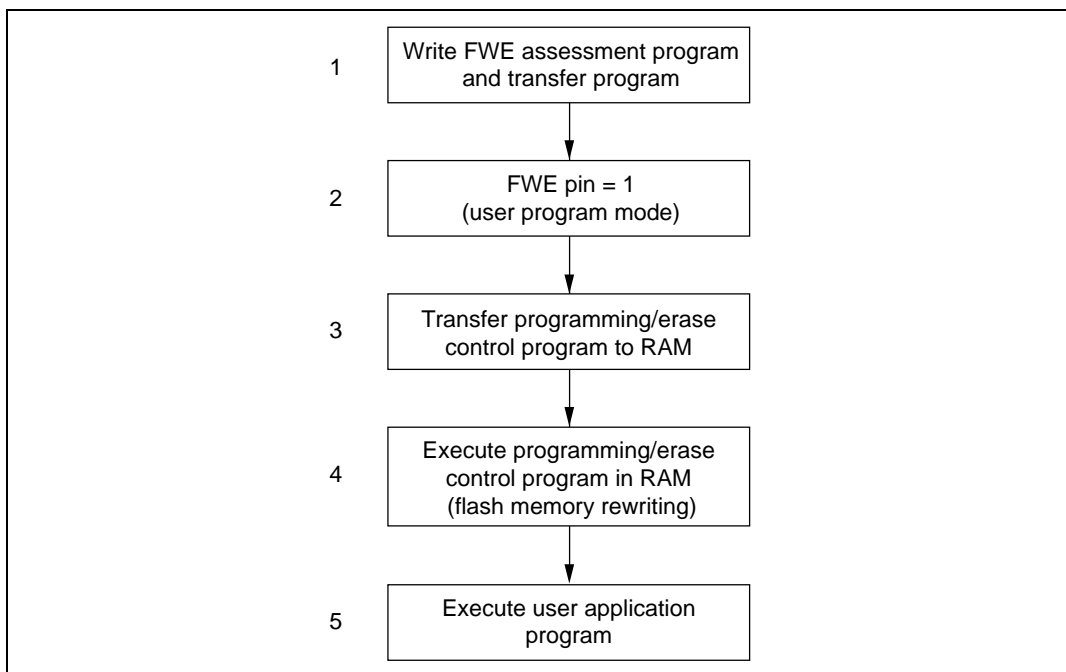 1
Write FWE assessment program
and transfer program
2
FWE pin = 1
(user program mode)
3
Transfer programming/erase
control program to RAM
4
Execute programming/erase
control program in RAM
(flash memory rewriting)
5
Execute user application
program